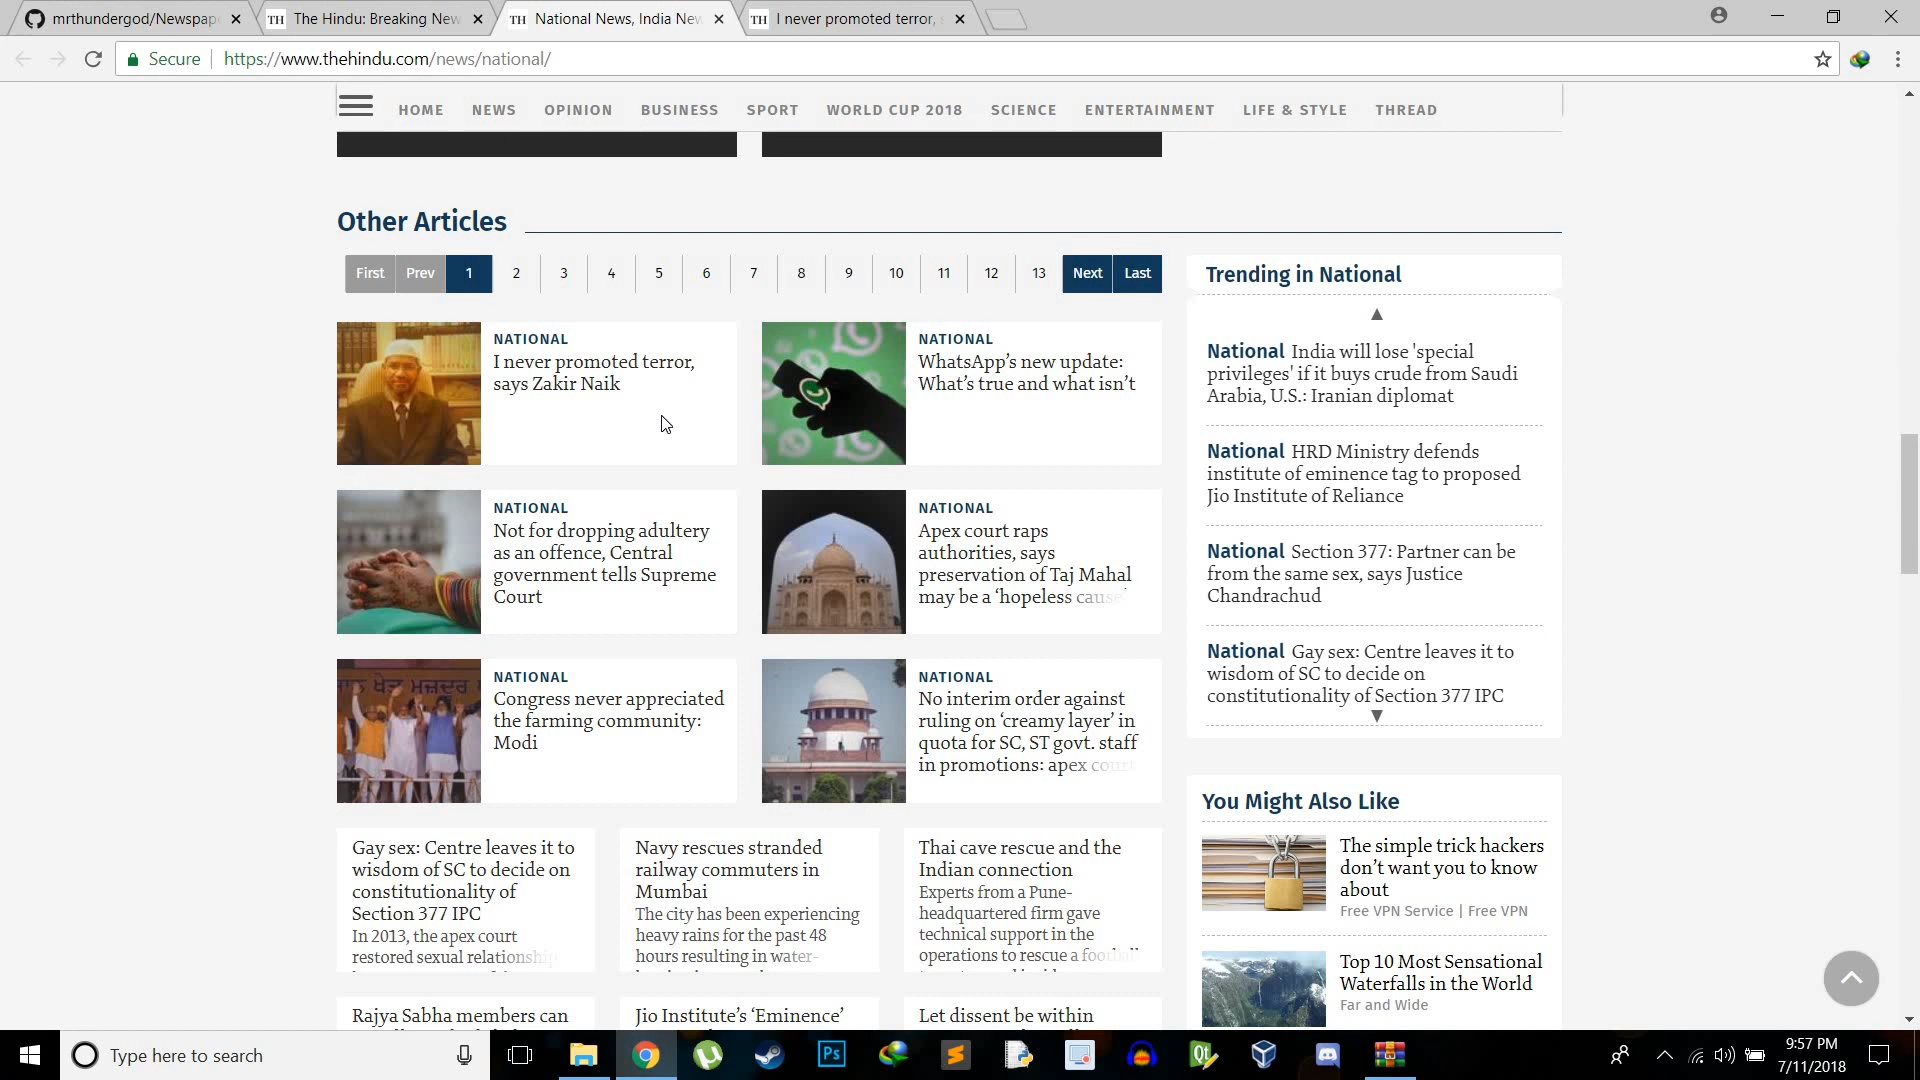 mrthundergod/Newspap
The Hindu: Breaking New
National News, India New
I never promoted terror,
Secure
https://www.thehindu.com/news/national/
HOME NEWS OPINION BUSINESS SPORT WORLD CUP 2018 SCIENCE ENTERTAINMENT LIFE & STYLE THREAD
Other Articles
First Prev 1 2 3 4 5 6 7 8 9 10 11 12 13 Next Last
NATIONAL
I never promoted terror,
says Zakir Naik
NATIONAL
WhatsApp’s new update:
What’s true and what isn’t
NATIONAL
Not for dropping adultery
as an offence, Central
government tells Supreme
Court
NATIONAL
Apex court raps
authorities, says
preservation of Taj Mahal
may be a ‘hopeless cause’
NATIONAL
Congress never appreciated
the farming community:
Modi
NATIONAL
No interim order against
ruling on ‘creamy layer’ in
quota for SC, ST govt. staff
in promotions: apex court
Gay sex: Centre leaves it to
wisdom of SC to decide on
constitutionality of
Section 377 IPC
In 2013, the apex court
restored sexual relationship
Navy rescues stranded
railway commuters in
Mumbai
The city has been experiencing
heavy rains for the past 48
hours resulting in water-
Thai cave rescue and the
Indian connection
Experts from a Pune-
headquartered firm gave
technical support in the
operations to rescue a football
Rajya Sabha members can
Jio Institute’s ‘Eminence’
Let dissent be within
Trending in National
National India will lose 'special
privileges' if it buys crude from Saudi
Arabia, U.S.: Iranian diplomat
National HRD Ministry defends
institute of eminence tag to proposed
Jio Institute of Reliance
National Section 377: Partner can be
from the same sex, says Justice
Chandrachud
National Gay sex: Centre leaves it to
wisdom of SC to decide on
constitutionality of Section 377 IPC
You Might Also Like
The simple trick hackers
don’t want you to know
about
Free VPN Service | Free VPN
Top 10 Most Sensational
Waterfalls in the World
Far and Wide
Type here to search
9:57 PM
7/11/2018